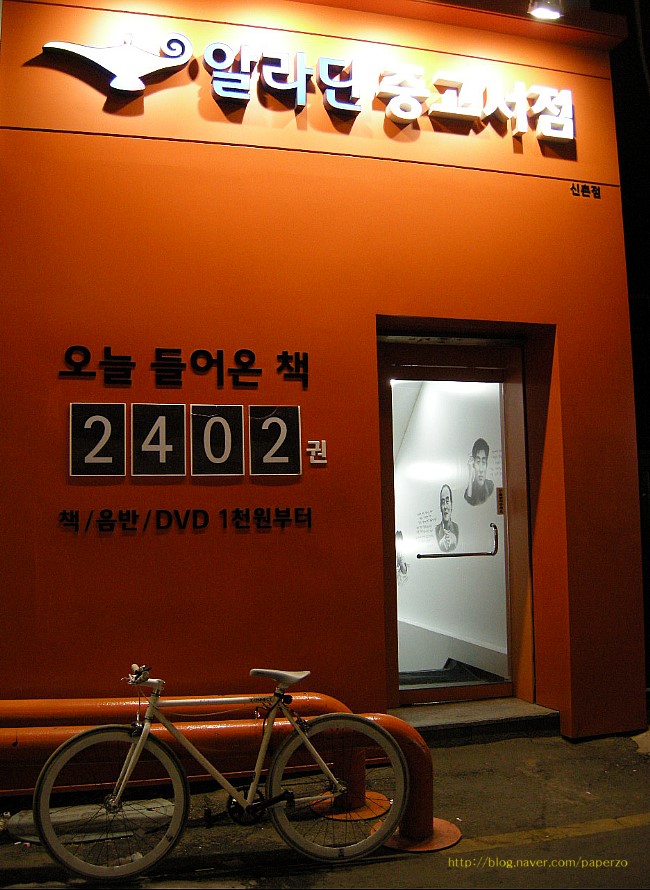 알라딘중고서점
신촌점
오늘 들어온 책
2402권
책/음반/DVD 1천원부터
http://blog.naver.com/paperzo